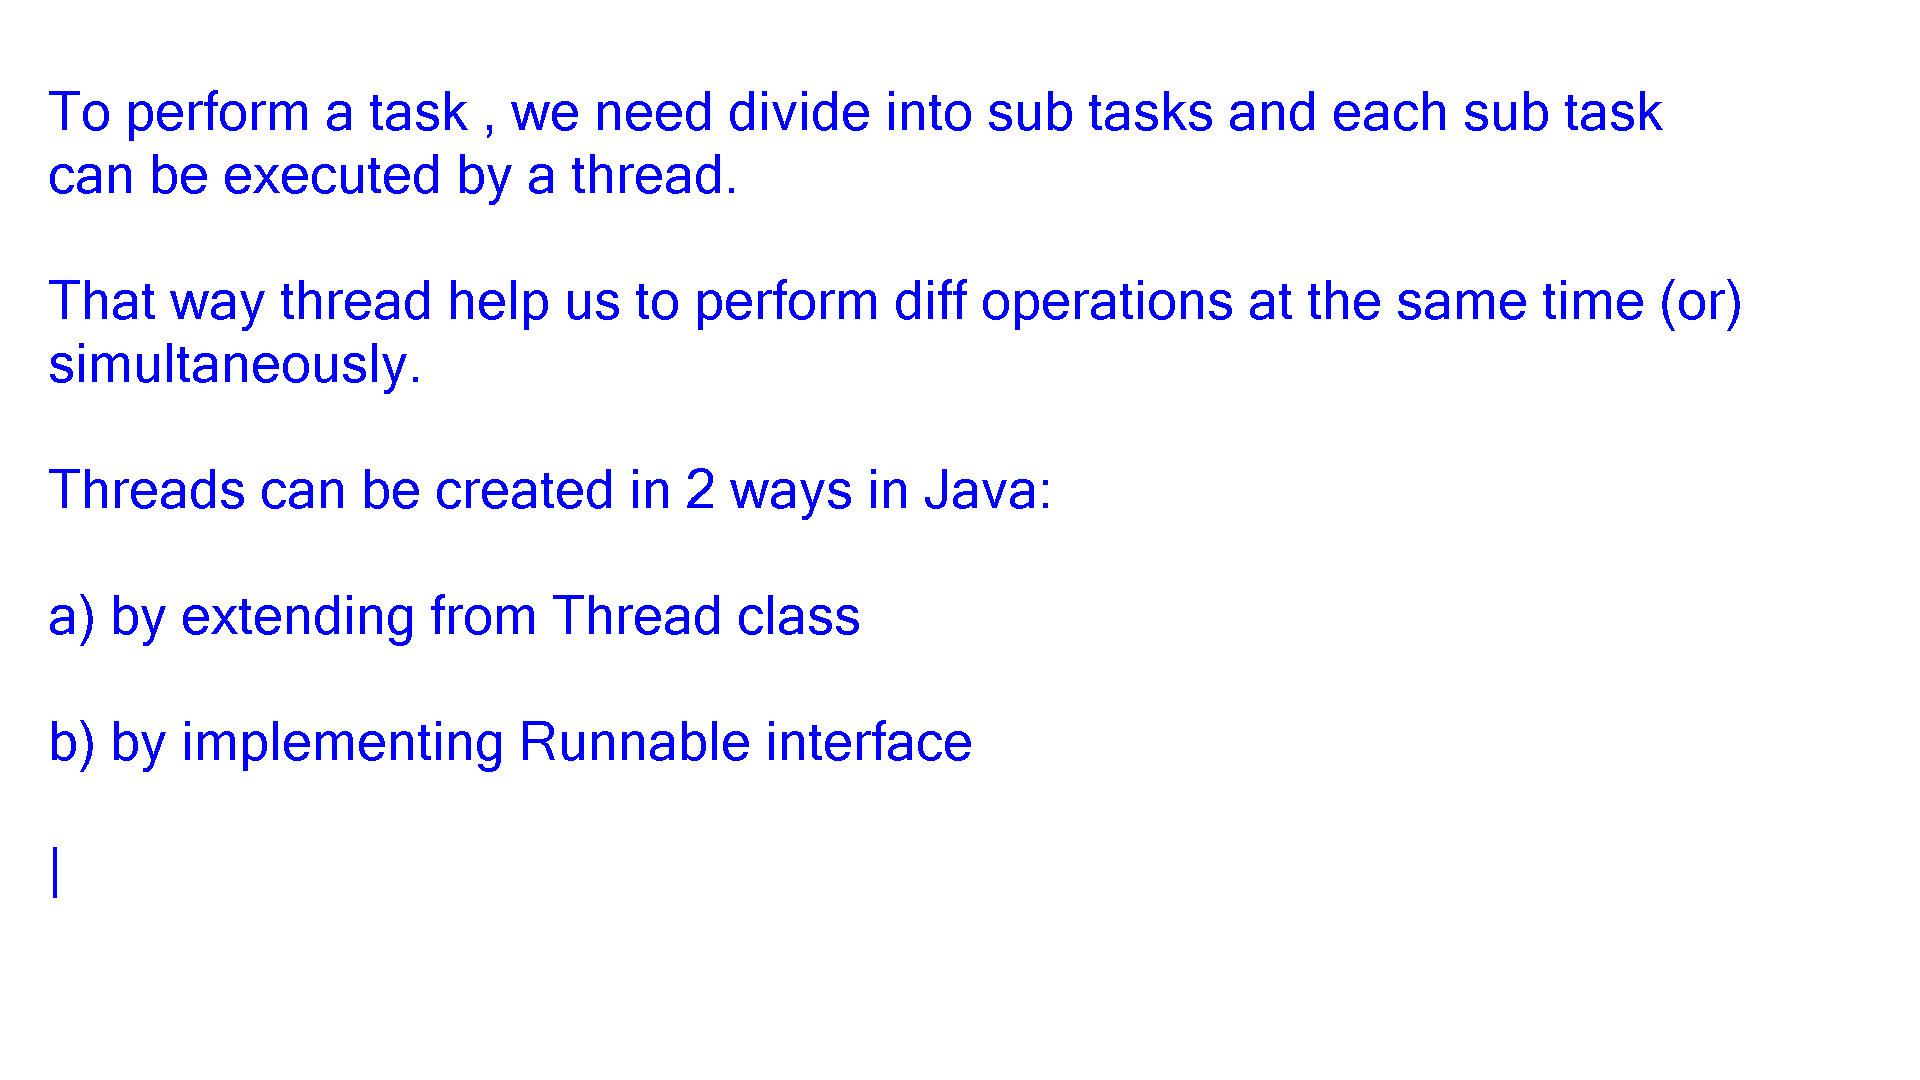 To perform a task , we need divide into sub tasks and each sub task
can be executed by a thread.
That way thread help us to perform diff operations at the same time (or)
simultaneously.
Threads can be created in 2 ways in Java:
a) by extending from Thread class
b) by implementing Runnable interface